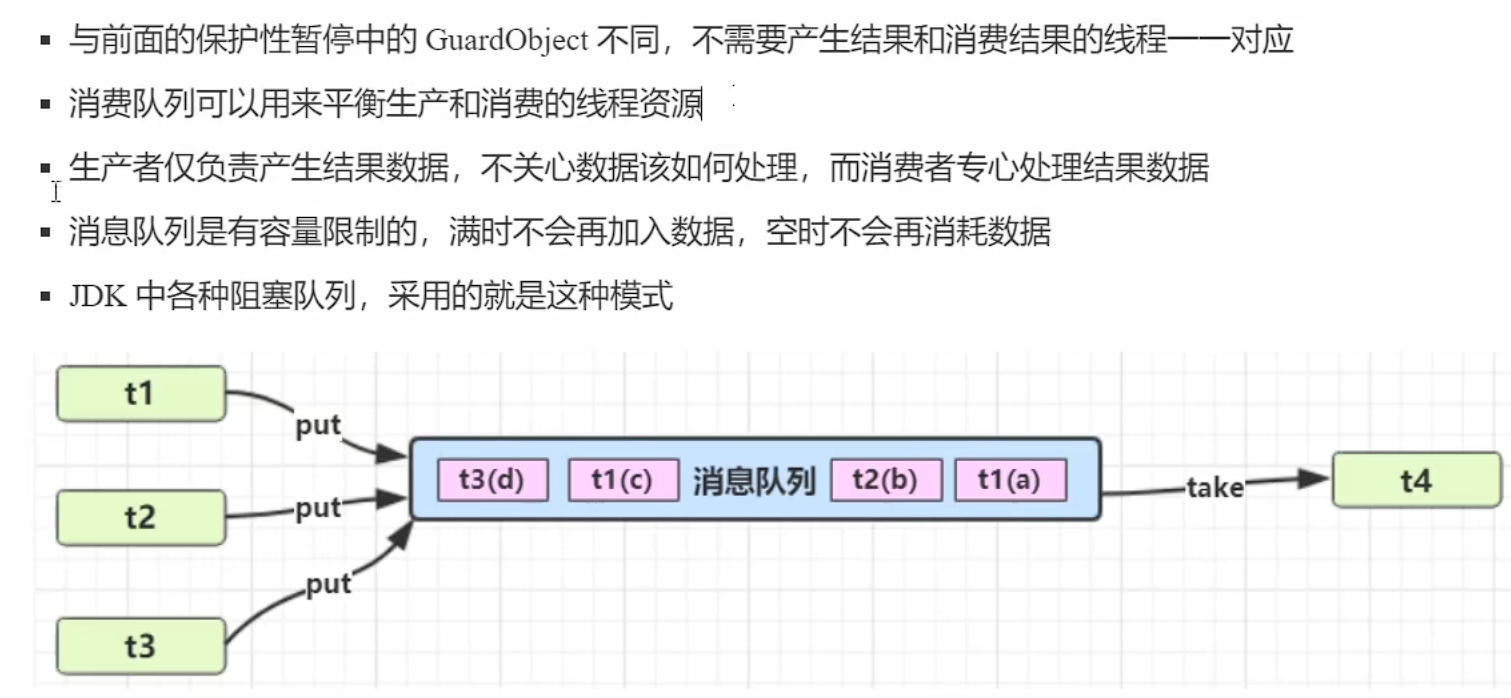 与前面的保护性暂停中的 GuardObject 不同，不需要产生结果和消费结果的线程一一对应
消费队列可以用来平衡生产和消费的线程资源
生产者仅负责产生结果数据，不关心数据该如何处理，而消费者专心处理结果数据
消息队列是有容量限制的，满时不会再加入数据，空时不会再消耗数据
JDK 中各种阻塞队列，采用的就是这种模式
t1
put
t3(d) t1(c) 消息队列 t2(b) t1(a)
take
t4
t2
put
put
t3